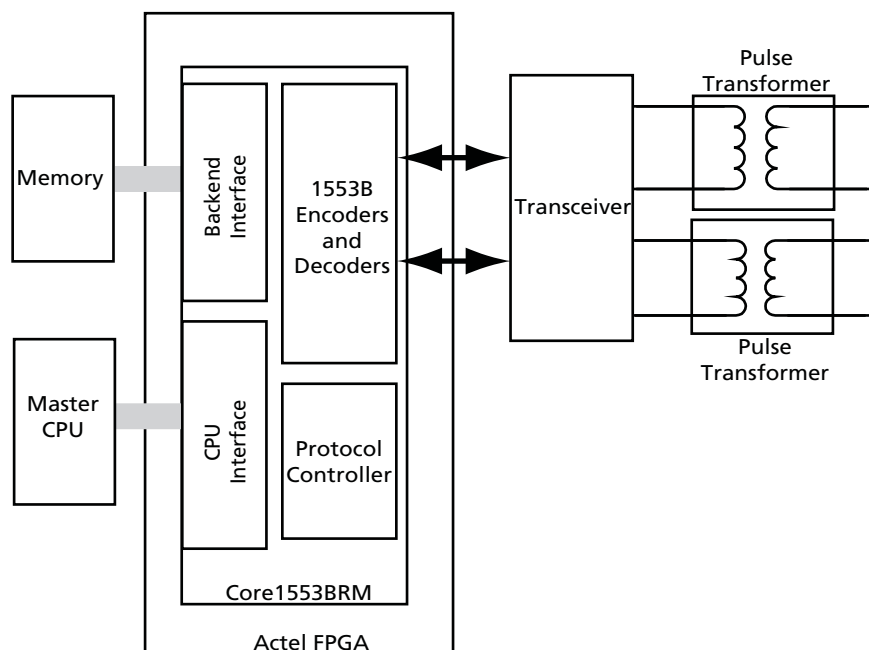 Memory
Master
CPU
Backend
Interface
CPU
Interface
1553B
Encoders
and
Decoders
Protocol
Controller
Core1553BRM
Actel FPGA
Transceiver
Pulse
Transformer
Pulse
Transformer